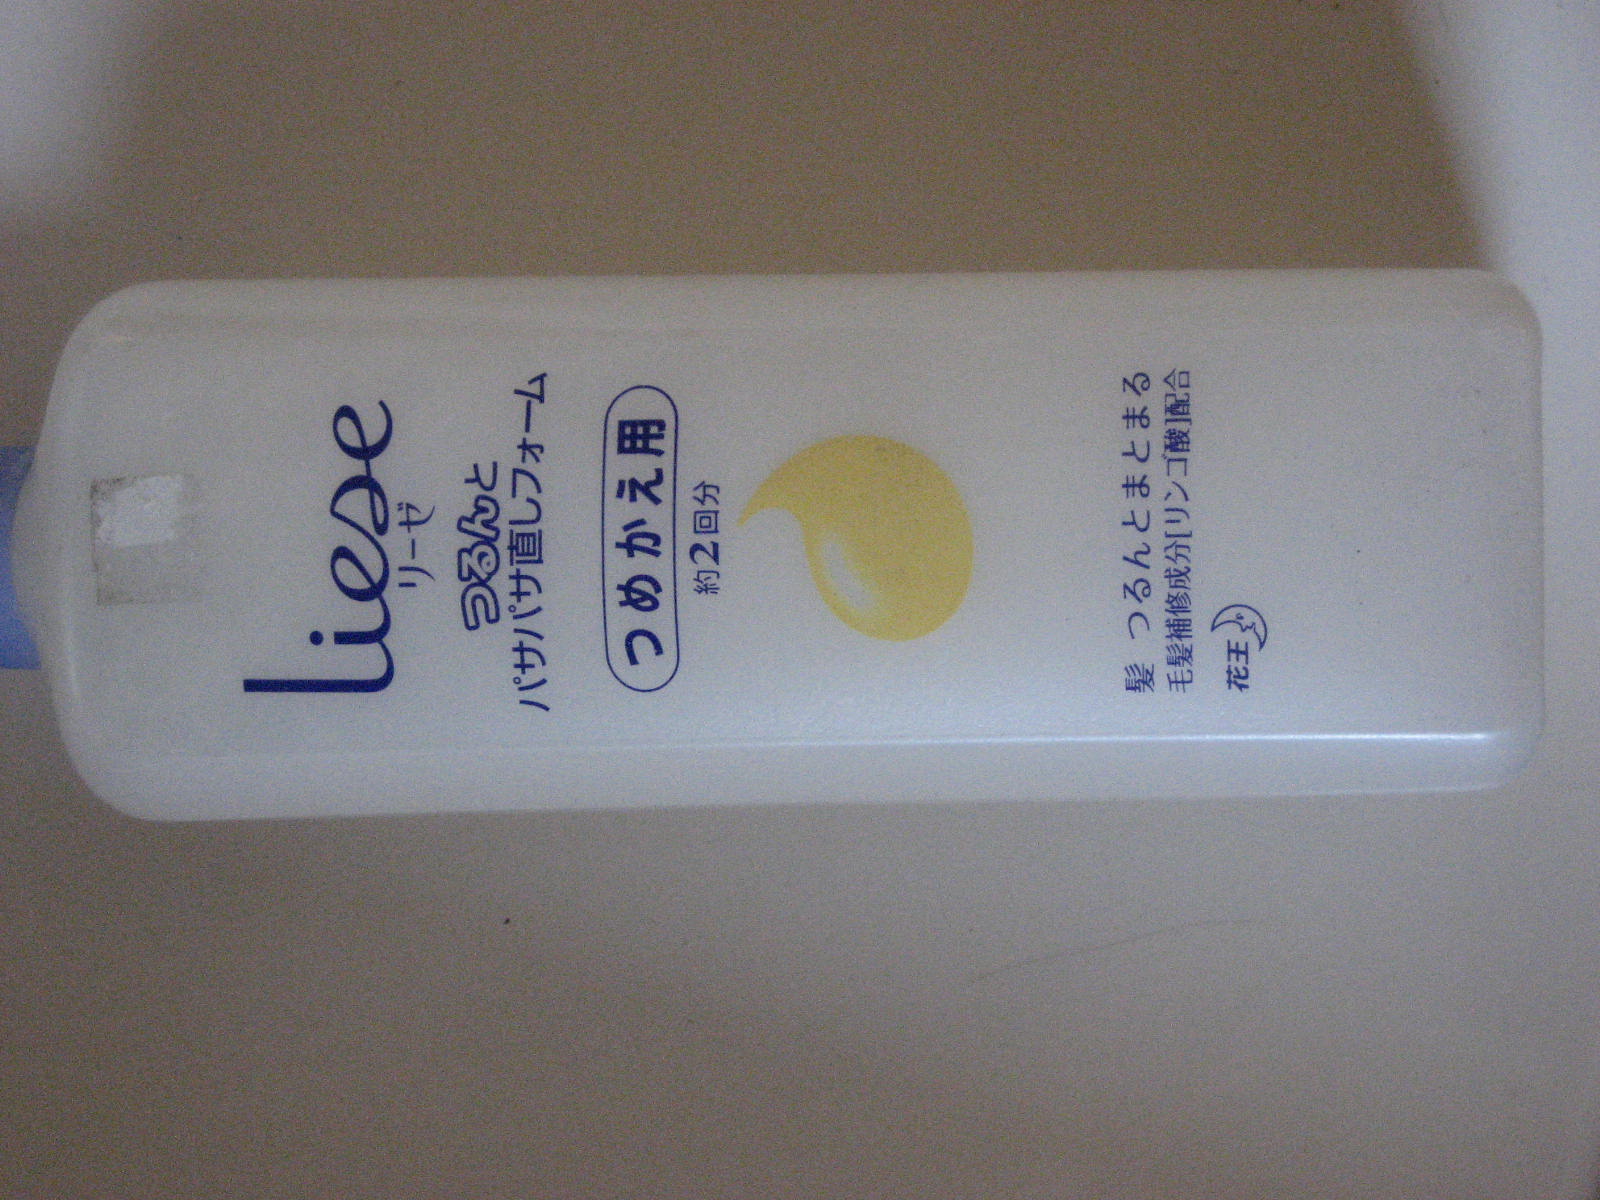 liese
リーゼ
つるんと
パサパサ直しフォーム
つめかえ用
約2回分
髪 つるんとまとまる
毛髪補修成分[リンゴ酸]配合
花王